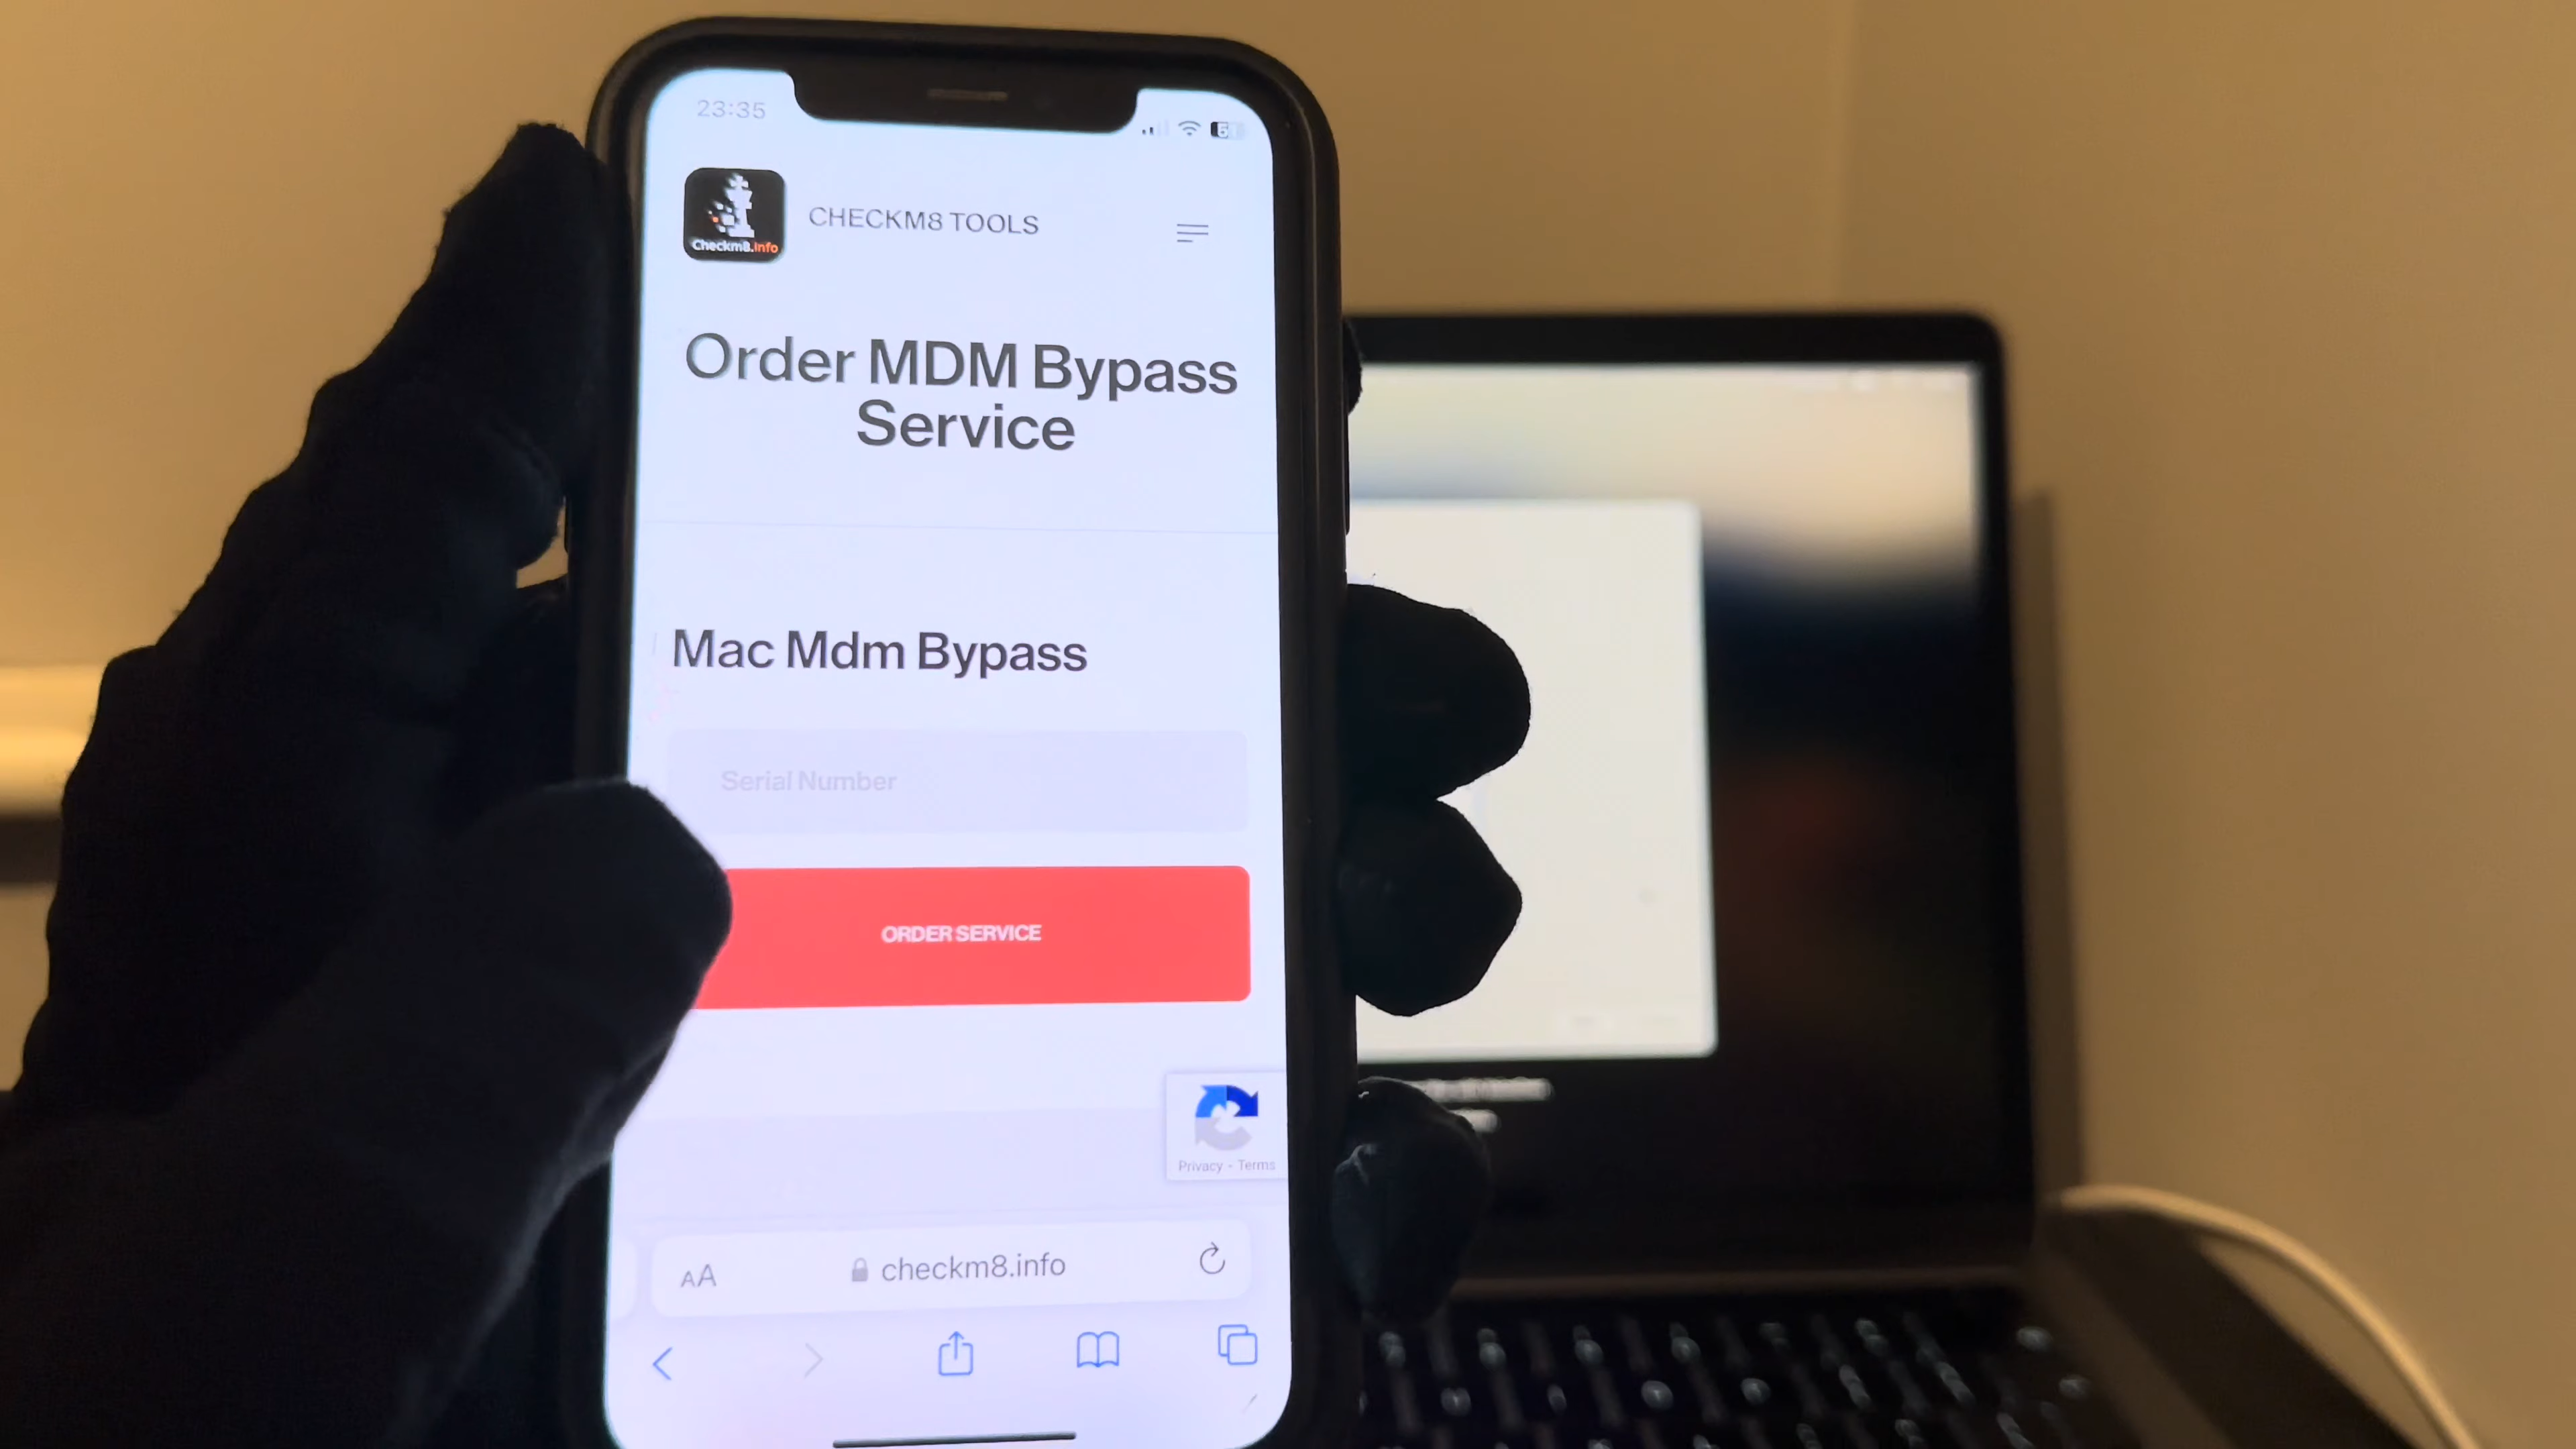 23:35
Checkm8.info
CHECKM8 TOOLS
Order MDM Bypass
Service
Mac Mdm Bypass
Serial Number
ORDER SERVICE
Privacy - Terms
AA
checkm8.info